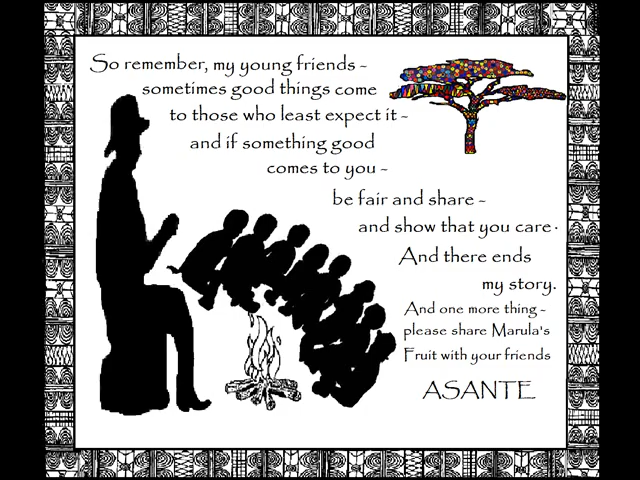 So remember, my young friends -
sometimes good things come
to those who least expect it -
and if something good
comes to you -
be fair and share -
and show that you care.
And there ends
my story.
And one more thing -
please share Marula's
Fruit with your friends
ASANTE